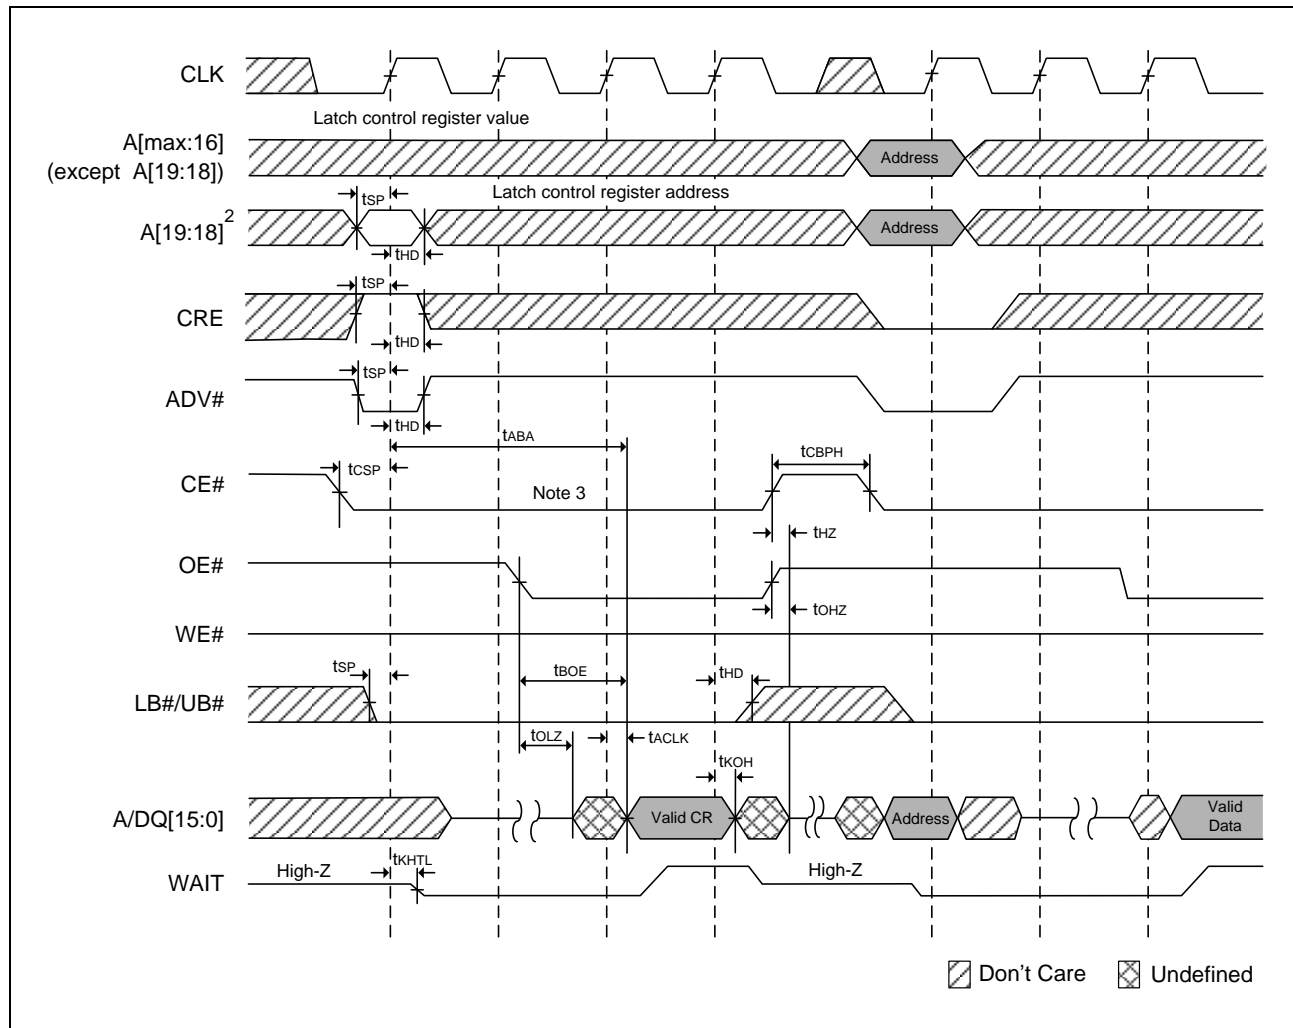 CLK
Latch control register value
A[max:16]
(except A[19:18])
Address
tSP
Latch control register address
A[19:18]2
Address
tHD
tSP
CRE
tHD
tSP
ADV#
tHD
tABA
tCSP
tCBPH
CE#
Note 3
tHZ
OE#
tOHZ
WE#
tSP
tBOE
tHD
LB#/UB#
tOLZ
tACLK
tKOH
A/DQ[15:0]
Valid CR
Address
Valid
Data
tKHTL
High-Z
High-Z
WAIT
Don't Care
Undefined